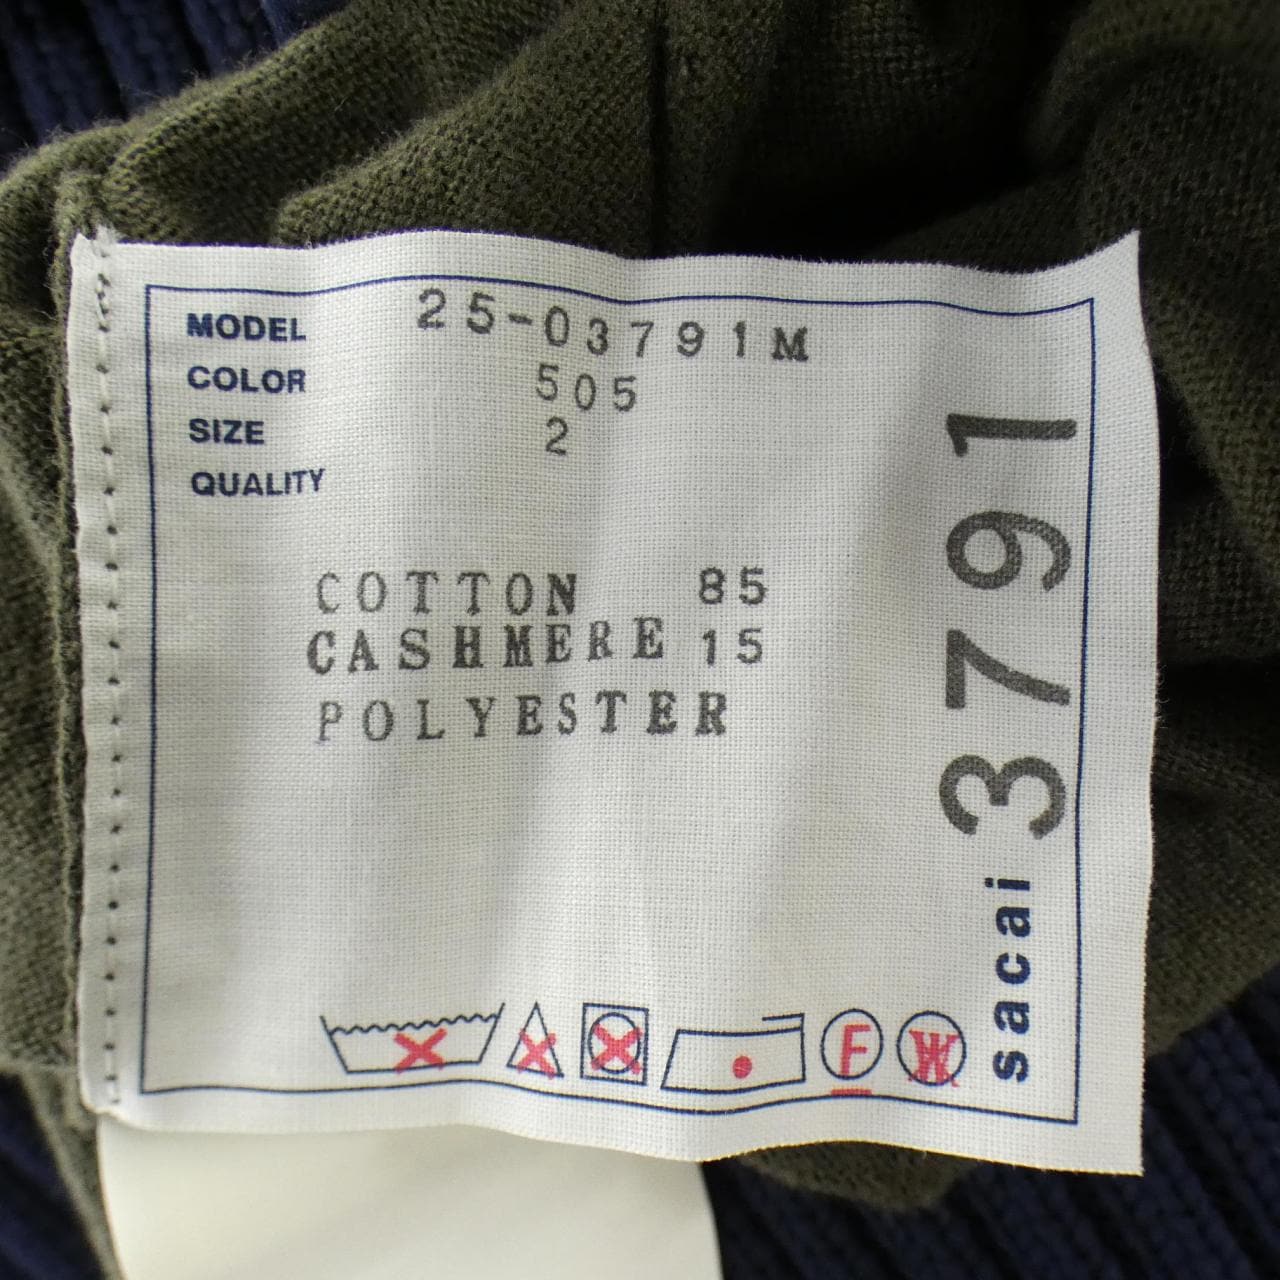 MODEL 25-03791M
COLOR 505
SIZE 2
QUALITY
COTTON 85
CASHMERE 15
POLYESTER
F
W
sacai 3791